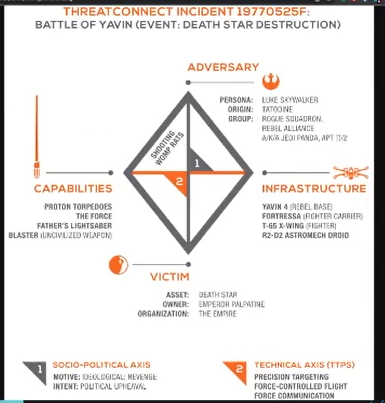 THREATCONNECT INCIDENT 19770525F:
BATTLE OF YAVIN (EVENT: DEATH STAR DESTRUCTION)
ADVERSARY
PERSONA: LUKE SKYWALKER
ORIGIN: TATOOINE
GROUP: ROGUE SQUADRON,
REBEL ALLIANCE
A/K/A JEDI PANDA, APT
SHOOTING
WOMP RATS
1
2
CAPABILITIES
PROTON TORPEDOES
THE FORCE
FATHER'S LIGHTSABER
BLASTER (UNCIVILIZED WEAPON)
INFRASTRUCTURE
YAVIN 4 (REBEL BASE)
FORTRESSA (FIGHTER CARRIER)
T-65 X-WING (FIGHTER)
R2-D2 ASTROMECH DROID
VICTIM
ASSET: DEATH STAR
OWNER: EMPEROR PALPATINE
ORGANIZATION: THE EMPIRE
1 SOCIO-POLITICAL AXIS
MOTIVE: IDEOLOGICAL; REVENGE
INTENT: POLITICAL UPHEAVAL
2 TECHNICAL AXIS (TTPS)
PRECISION TARGETING
FORCE-CONTROLLED FLIGHT
FORCE COMMUNICATION